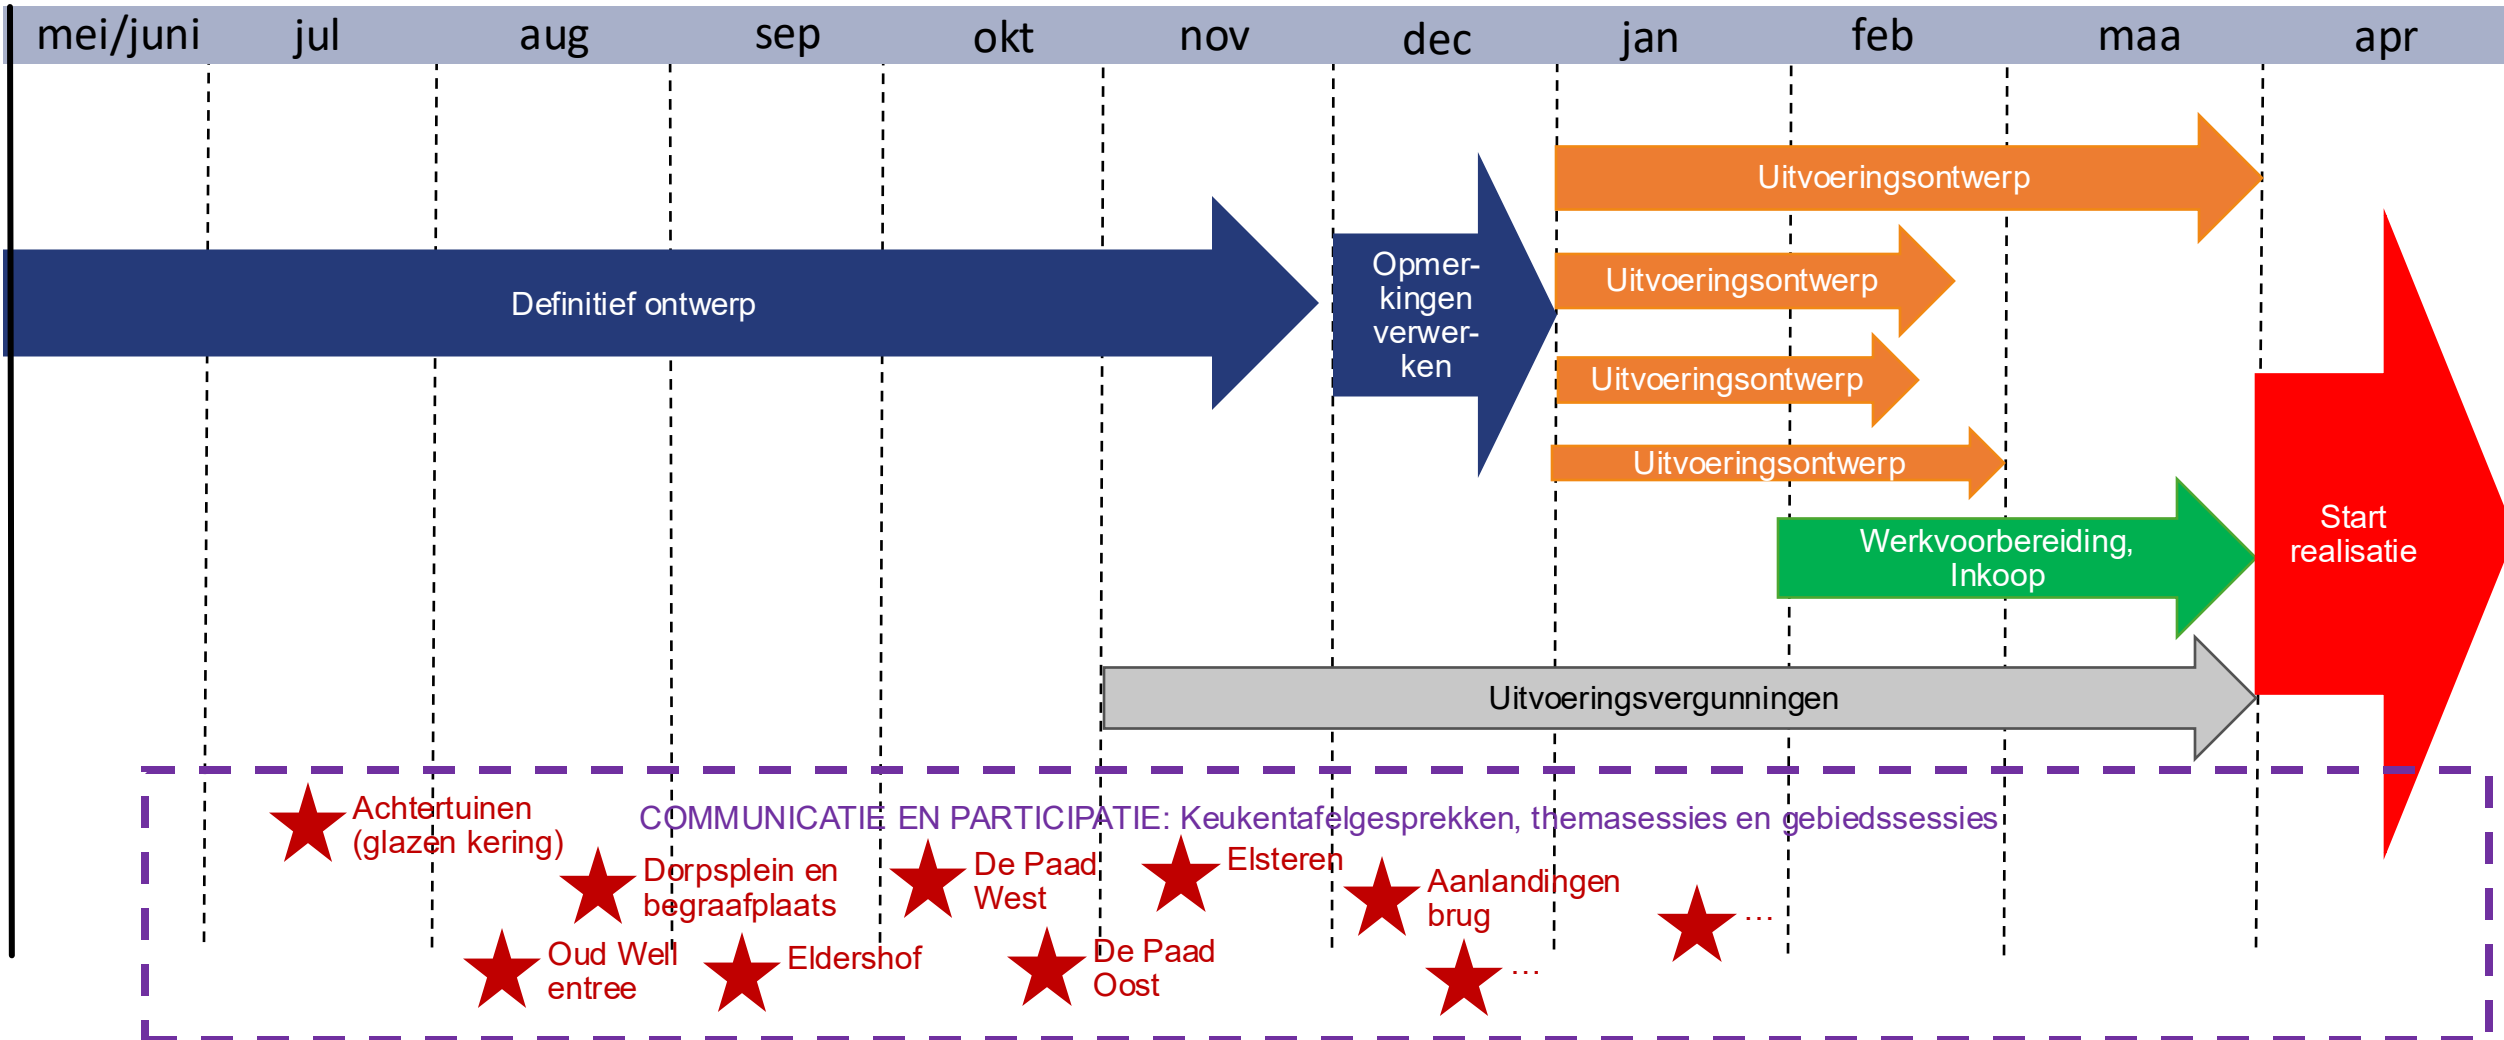 mei/juni jul aug sep okt nov dec jan feb maa apr
Uitvoeringsontwerp
Definitief ontwerp
Opmer-
kingen
verwer-
ken
Uitvoeringsontwerp
Uitvoeringsontwerp
Uitvoeringsontwerp
Werkvoorbereiding,
Inkoop
Start
realisatie
Uitvoeringsvergunningen
COMMUNICATIE EN PARTICIPATIE: Keukentafelgesprekken, themasessies en gebiedssessies
Achtertuinen
(glazen kering)
Oud Well
entree
Dorpsplein en
begraafplaats
Eldershof
De Paad
West
De Paad
Oost
Elsteren
Aanlandingen
brug
...
...